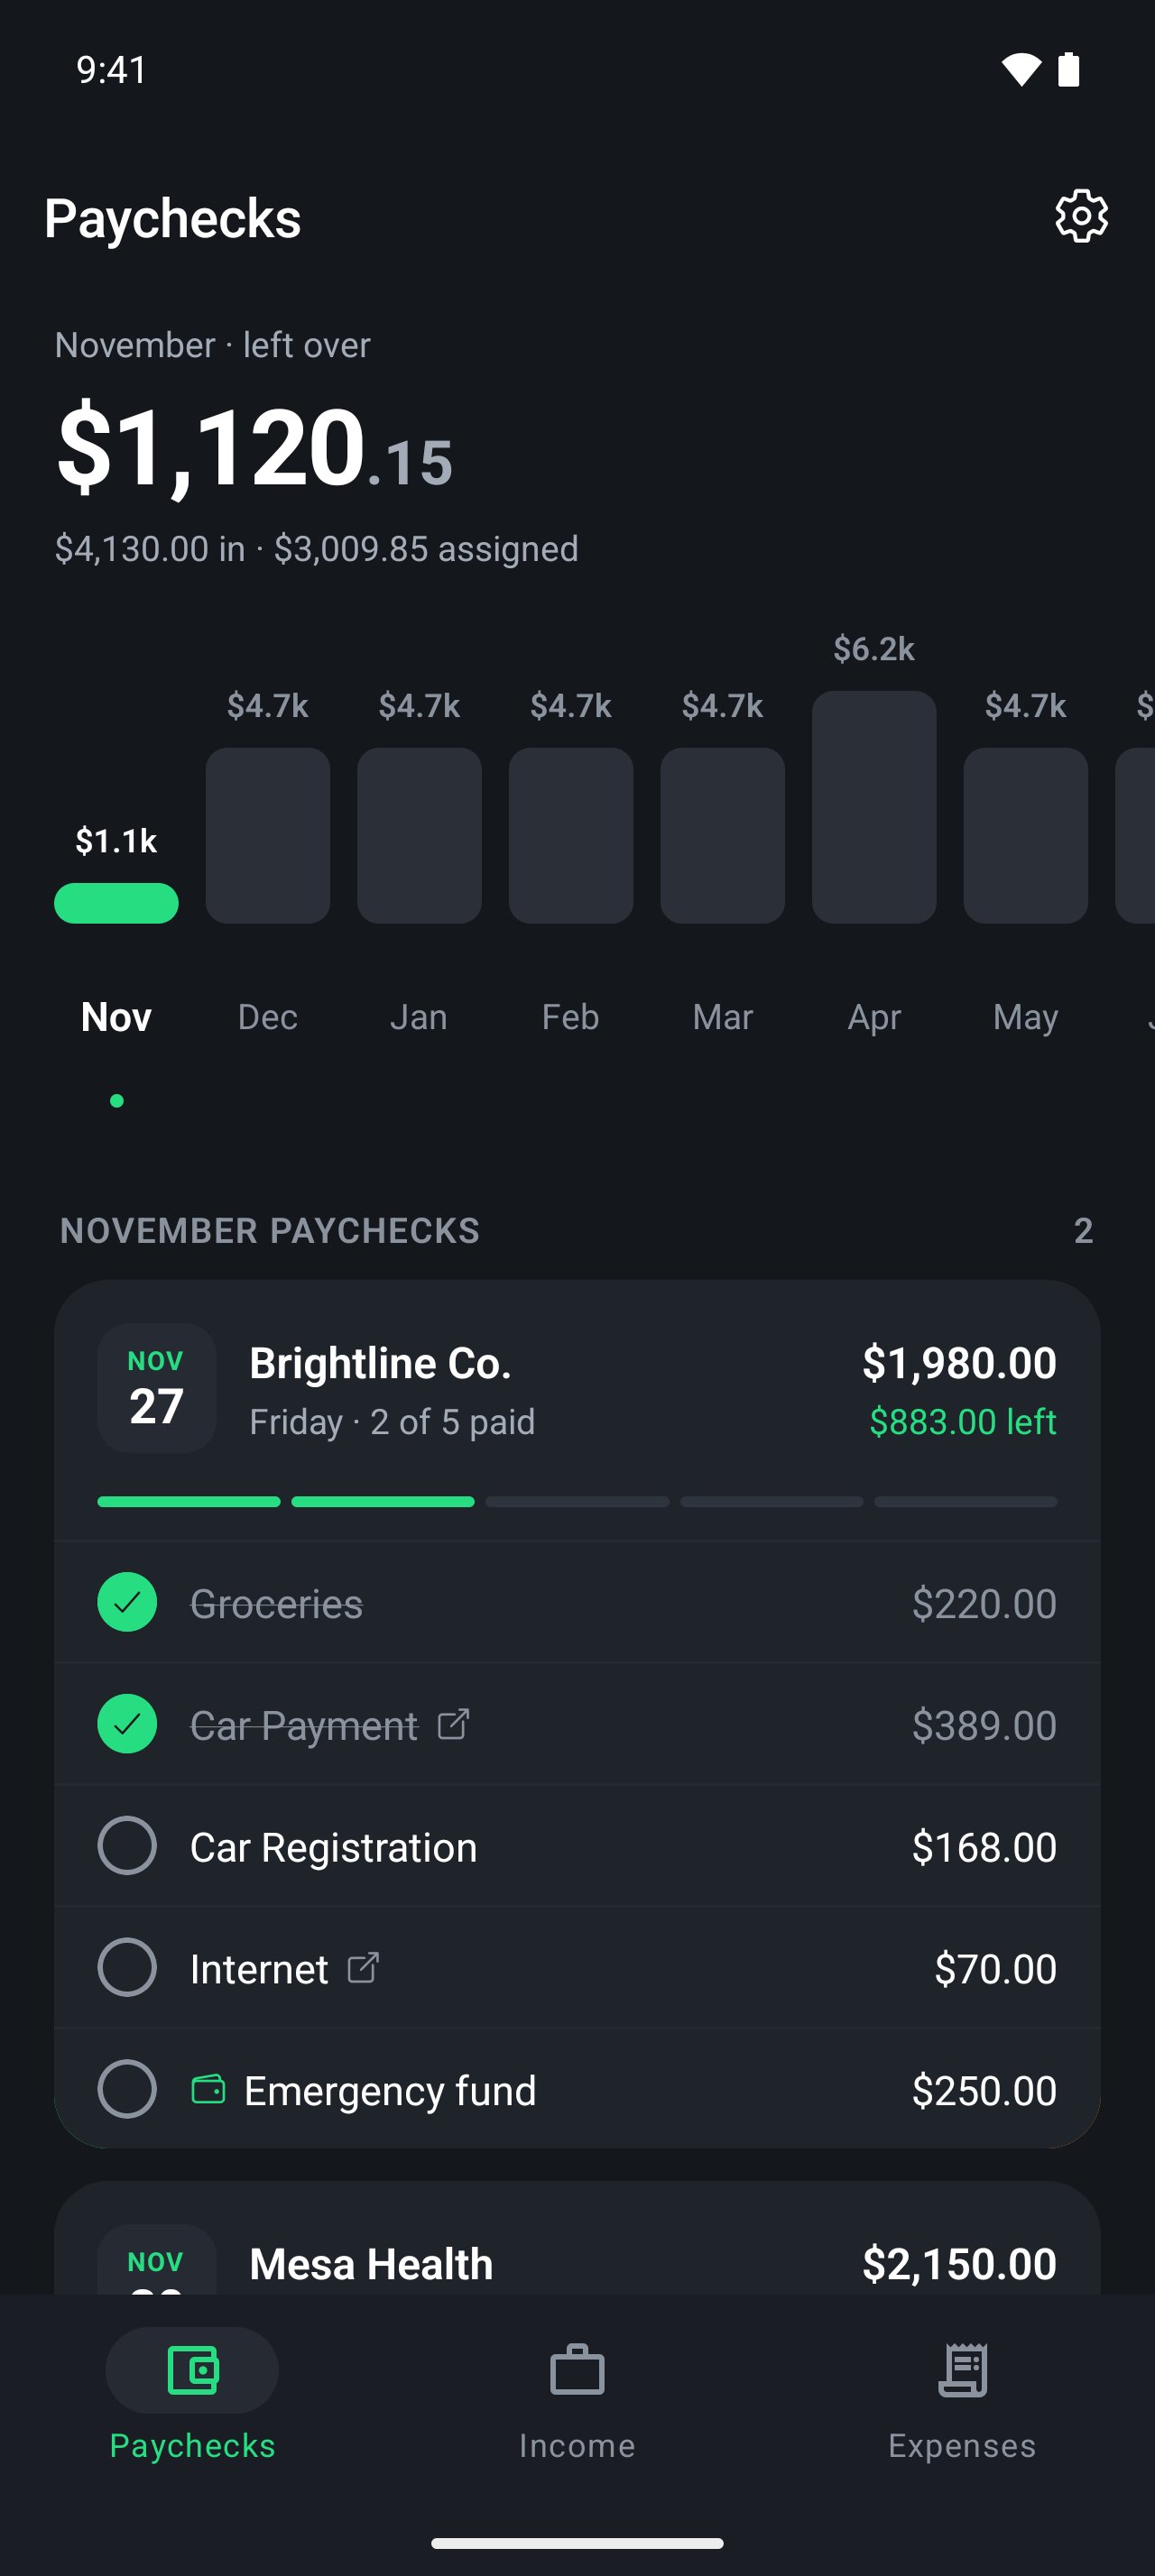 9:41
Paychecks
November · left over
$1,120.15
$4,130.00 in · $3,009.85 assigned
$6.2k
$4.7k $4.7k $4.7k $4.7k $4.7k
$1.1k
Nov Dec Jan Feb Mar Apr May
NOVEMBER PAYCHECKS 2
NOV Brightline Co. $1,980.00
27 Friday · 2 of 5 paid $883.00 left
Groceries $220.00
Car Payment $389.00
Car Registration $168.00
Internet $70.00
Emergency fund $250.00
NOV Mesa Health $2,150.00
Paychecks Income Expenses